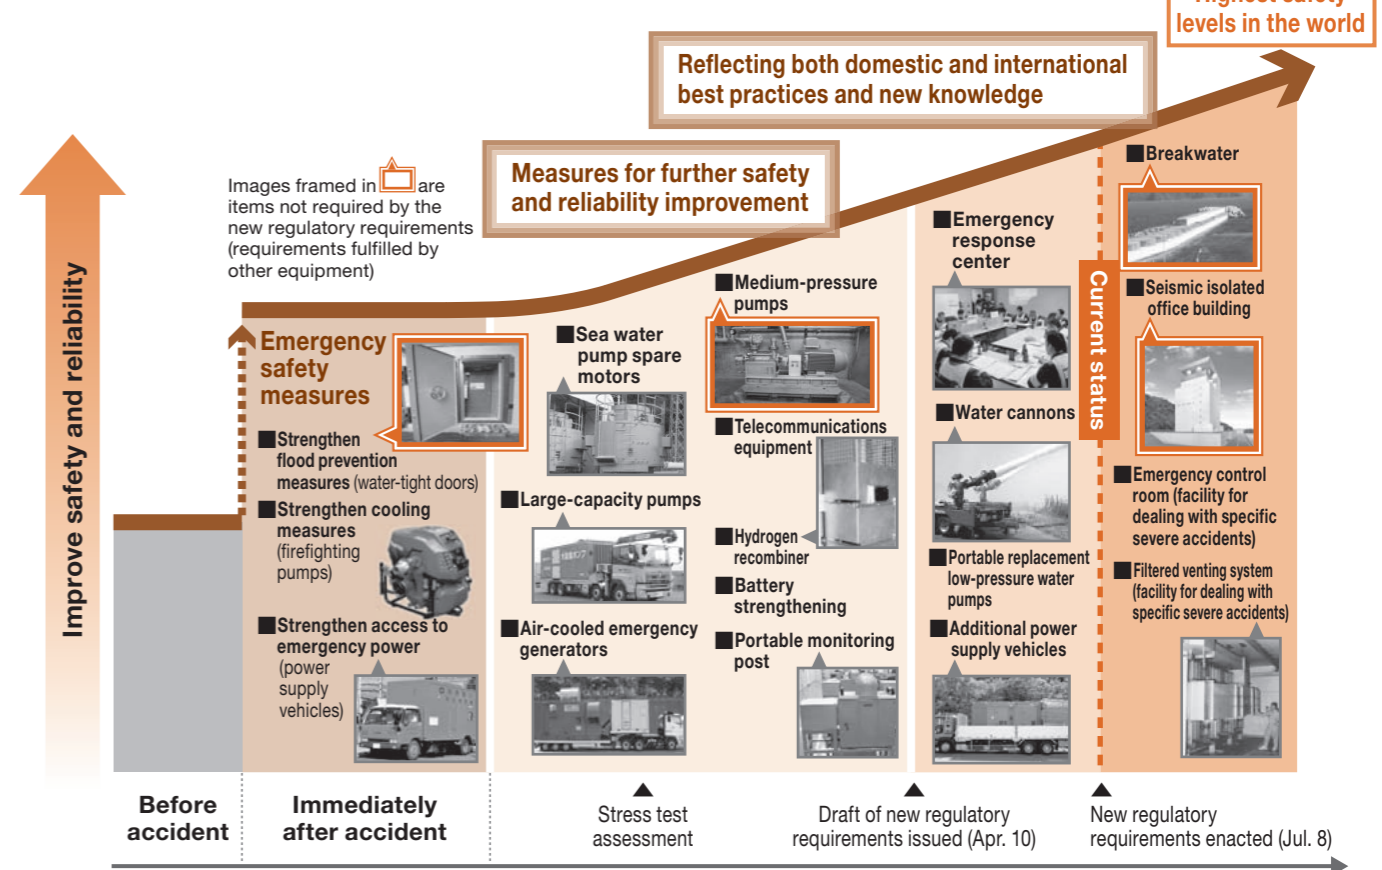 Highest safety
levels in the world
Reflecting both domestic and international
best practices and new knowledge
Measures for further safety
and reliability improvement
Images framed in are
items not required by the
new regulatory requirements
(requirements fulfilled by
other equipment)
Improve safety and reliability
Emergency
safety
measures
■Strengthen
flood prevention
measures (water-tight doors)
■Strengthen cooling
measures
(firefighting
pumps)
■Strengthen access to
emergency power
(power
supply
vehicles)
■Sea water
pump spare
motors
■Large-capacity pumps
■Air-cooled emergency
generators
■Medium-pressure
pumps
■Telecommunications
equipment
■Hydrogen
recombiner
■Battery
strengthening
■Portable monitoring
post
■Emergency
response
center
■Water cannons
■Portable replacement
low-pressure water
pumps
■Additional power
supply vehicles
Current status
■Breakwater
■Seismic isolated
office building
■Emergency control
room (facility for
dealing with specific
severe accidents)
■Filtered venting system
(facility for dealing with
specific severe accidents)
Before
accident
Immediately
after accident
Stress test
assessment
Draft of new regulatory
requirements issued (Apr. 10)
New regulatory
requirements enacted (Jul. 8)